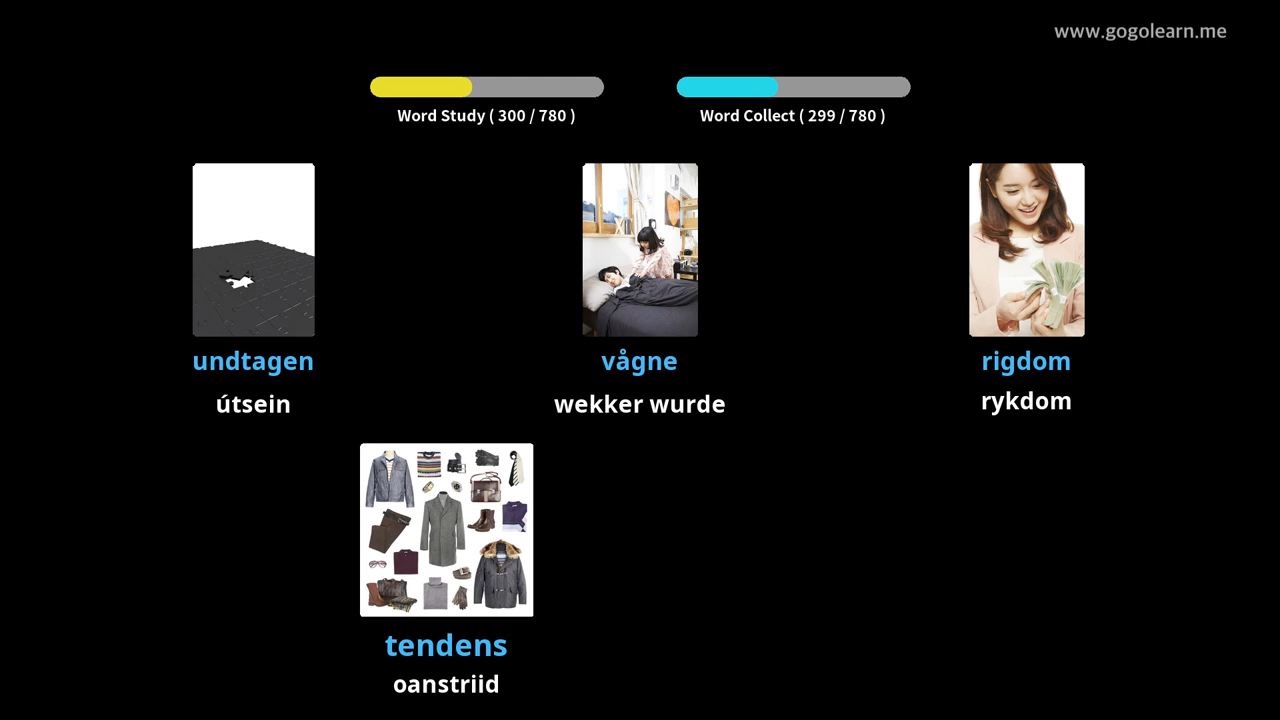 www.gogolearn.me
Word Study ( 300 / 780 )
Word Collect ( 299 / 780 )
undtagen
útsein
vågne
wekker wurde
rigdom
rykdom
tendens
oanstriid